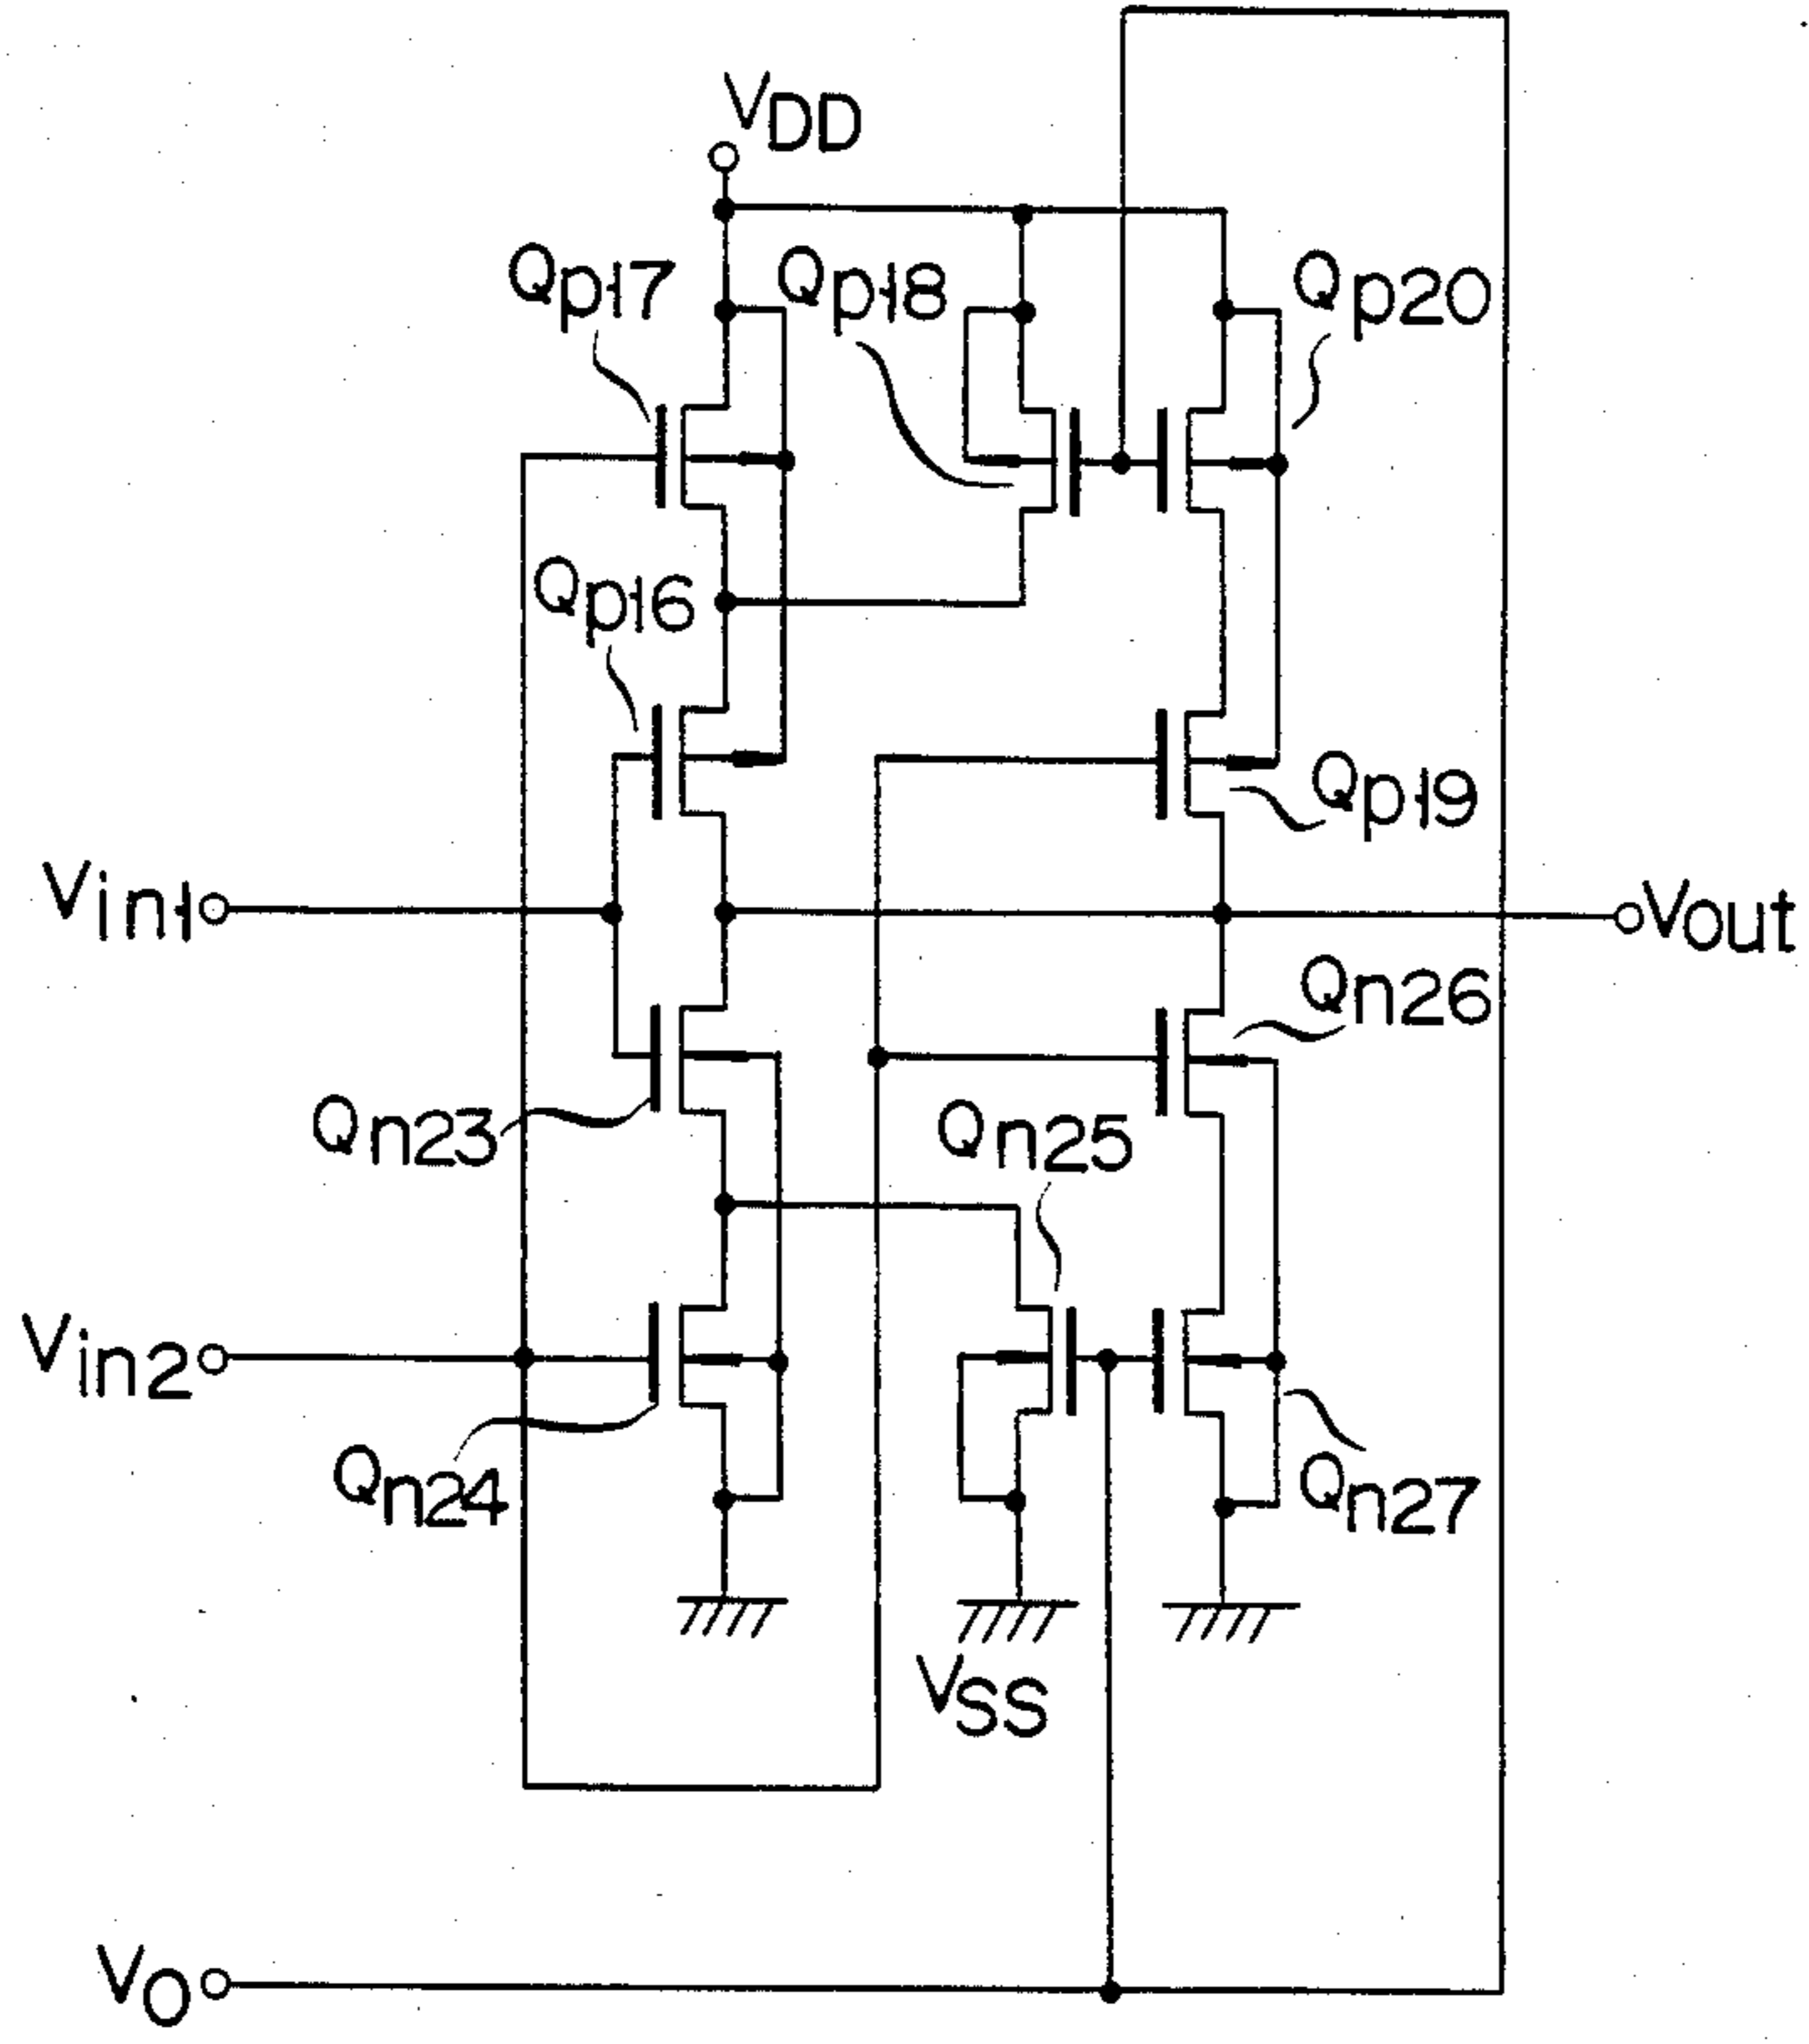 VDD
Qp17
Qp18
Qp20
Qp16
Qp19
Vin1
Vout
Qn26
Qn23
Qn25
Vin2
Qn24
Qn27
VSS
VO